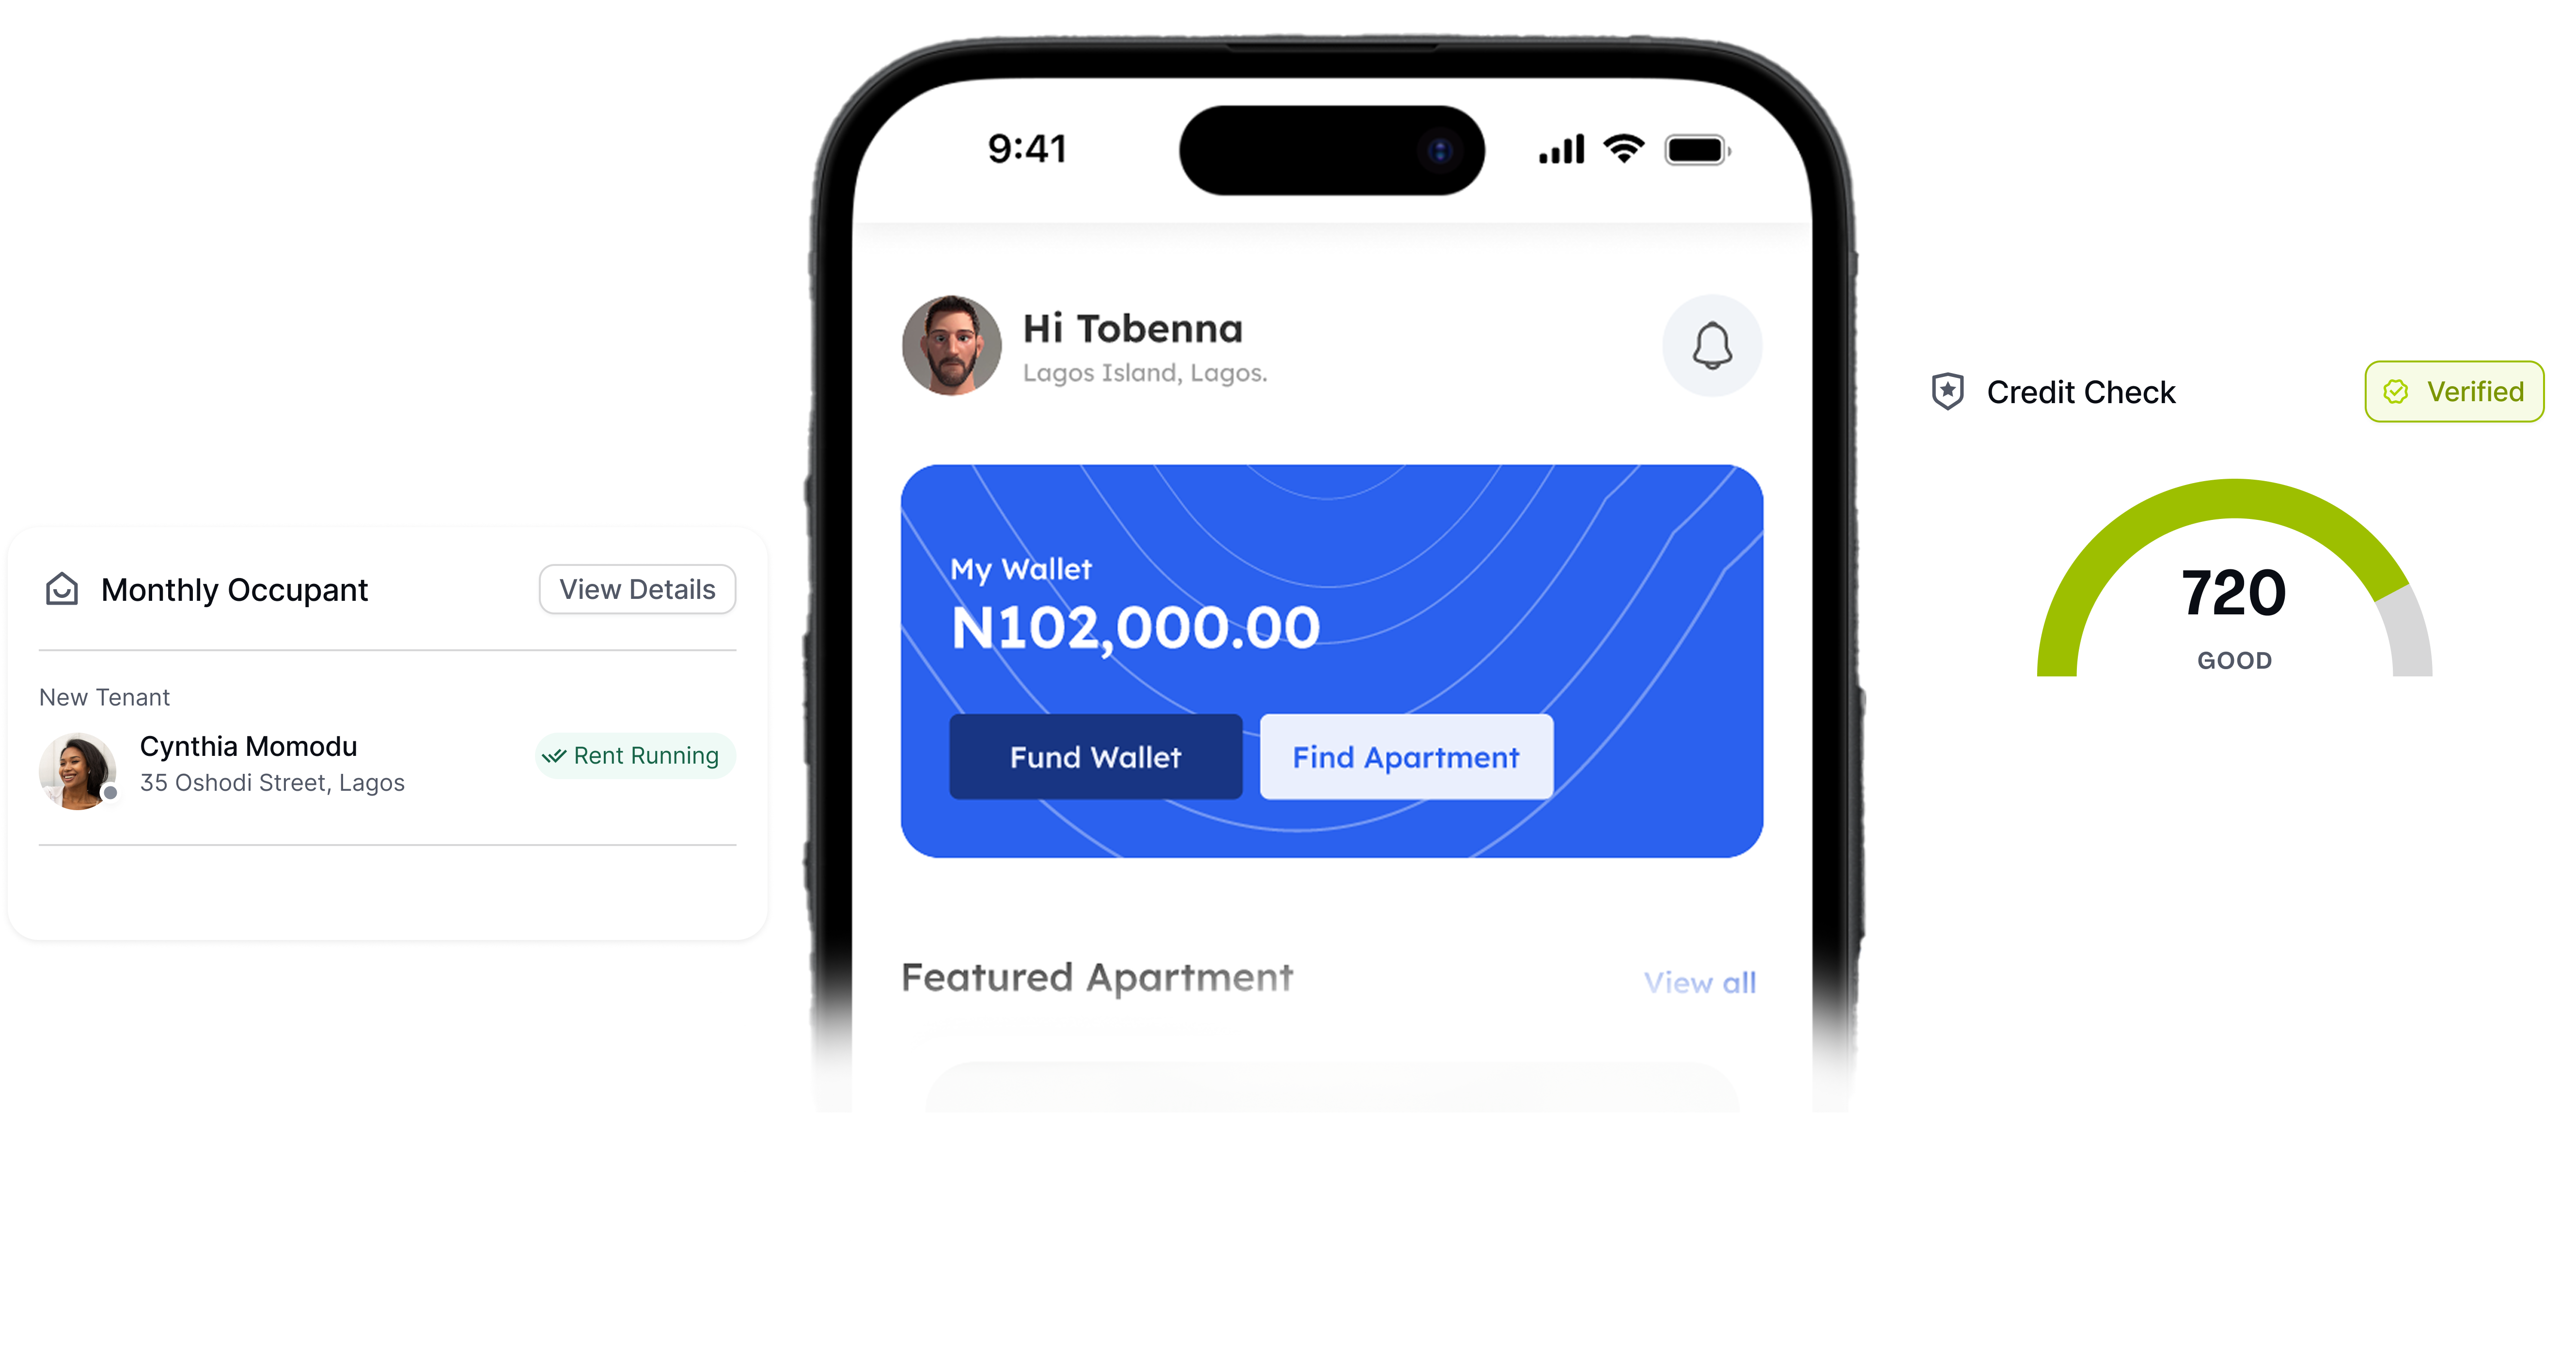 9:41
Hi Tobenna
Lagos Island, Lagos.
My Wallet
N102,000.00
Fund Wallet
Find Apartment
Featured Apartment
View all
Monthly Occupant
View Details
New Tenant
Cynthia Momodu
35 Oshodi Street, Lagos
Rent Running
Credit Check
Verified
720
GOOD